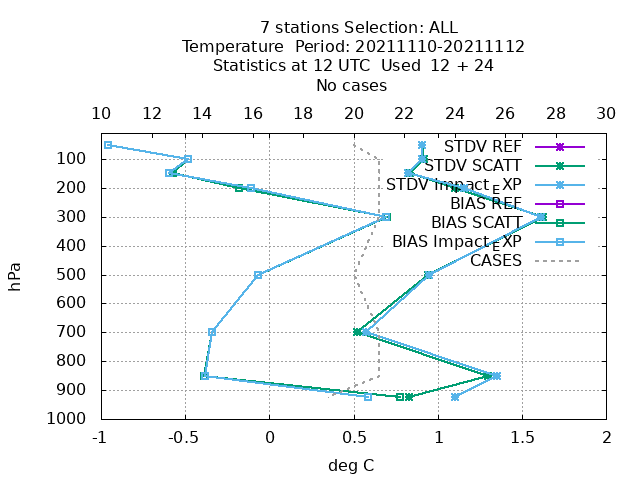 7 stations Selection: ALL
Temperature  Period: 20211110-20211112
Statistics at 12 UTC  Used  12 + 24
No cases
10 12 14 16 18 20 22 24 26 28 30
STDV REF
STDV SCATT
STDV Impact_EXP
BIAS REF
BIAS SCATT
BIAS Impact_EXP
CASES
hPa
100
200
300
400
500
600
700
800
900
1000
-1 -0.5 0 0.5 1 1.5 2
deg C